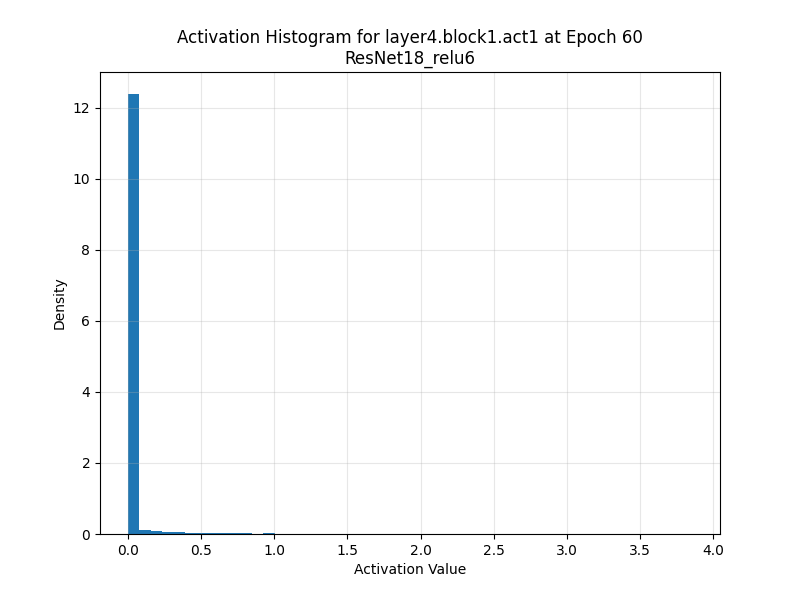 Activation Histogram for layer4.block1.act1 at Epoch 60
ResNet18_relu6
Density
12
10
8
6
4
2
0
0.0 0.5 1.0 1.5 2.0 2.5 3.0 3.5 4.0
Activation Value